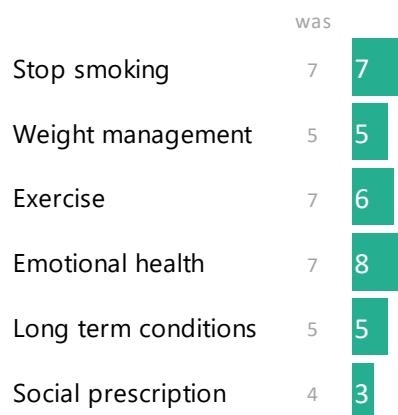 was
Stop smoking 7 7
Weight management 5 5
Exercise 7 6
Emotional health 7 8
Long term conditions 5 5
Social prescription 4 3